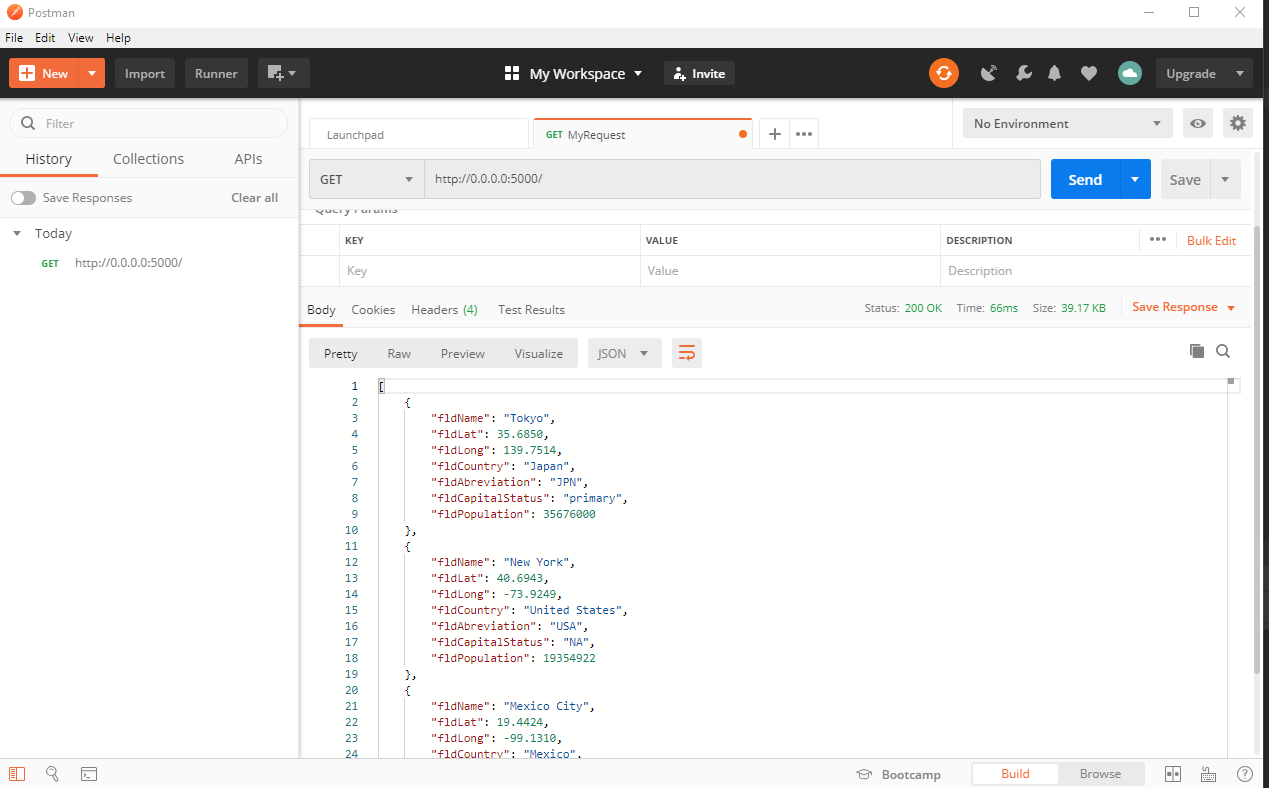 Postman
File Edit View Help
New Import Runner My Workspace Invite Upgrade
Filter
History Collections APIs
Save Responses Clear all
Today
GET http://0.0.0.0:5000/
Launchpad GET MyRequest + ••• No Environment
GET http://0.0.0.0:5000/ Send Save
Query Params
KEY VALUE DESCRIPTION ••• Bulk Edit
Key Value Description
Body Cookies Headers (4) Test Results Status: 200 OK Time: 66ms Size: 39.17 KB Save Response
Pretty Raw Preview Visualize JSON
1 [
2 {
3 "fldName": "Tokyo",
4 "fldLat": 35.6850,
5 "fldLong": 139.7514,
6 "fldCountry": "Japan",
7 "fldAbreviation": "JPN",
8 "fldCapitalStatus": "primary",
9 "fldPopulation": 35676000
10 },
11 {
12 "fldName": "New York",
13 "fldLat": 40.6943,
14 "fldLong": -73.9249,
15 "fldCountry": "United States",
16 "fldAbreviation": "USA",
17 "fldCapitalStatus": "NA",
18 "fldPopulation": 19354922
19 },
20 {
21 "fldName": "Mexico City",
22 "fldLat": 19.4424,
23 "fldLong": -99.1310,
24 "fldCountry": "Mexico",
Bootcamp Build Browse